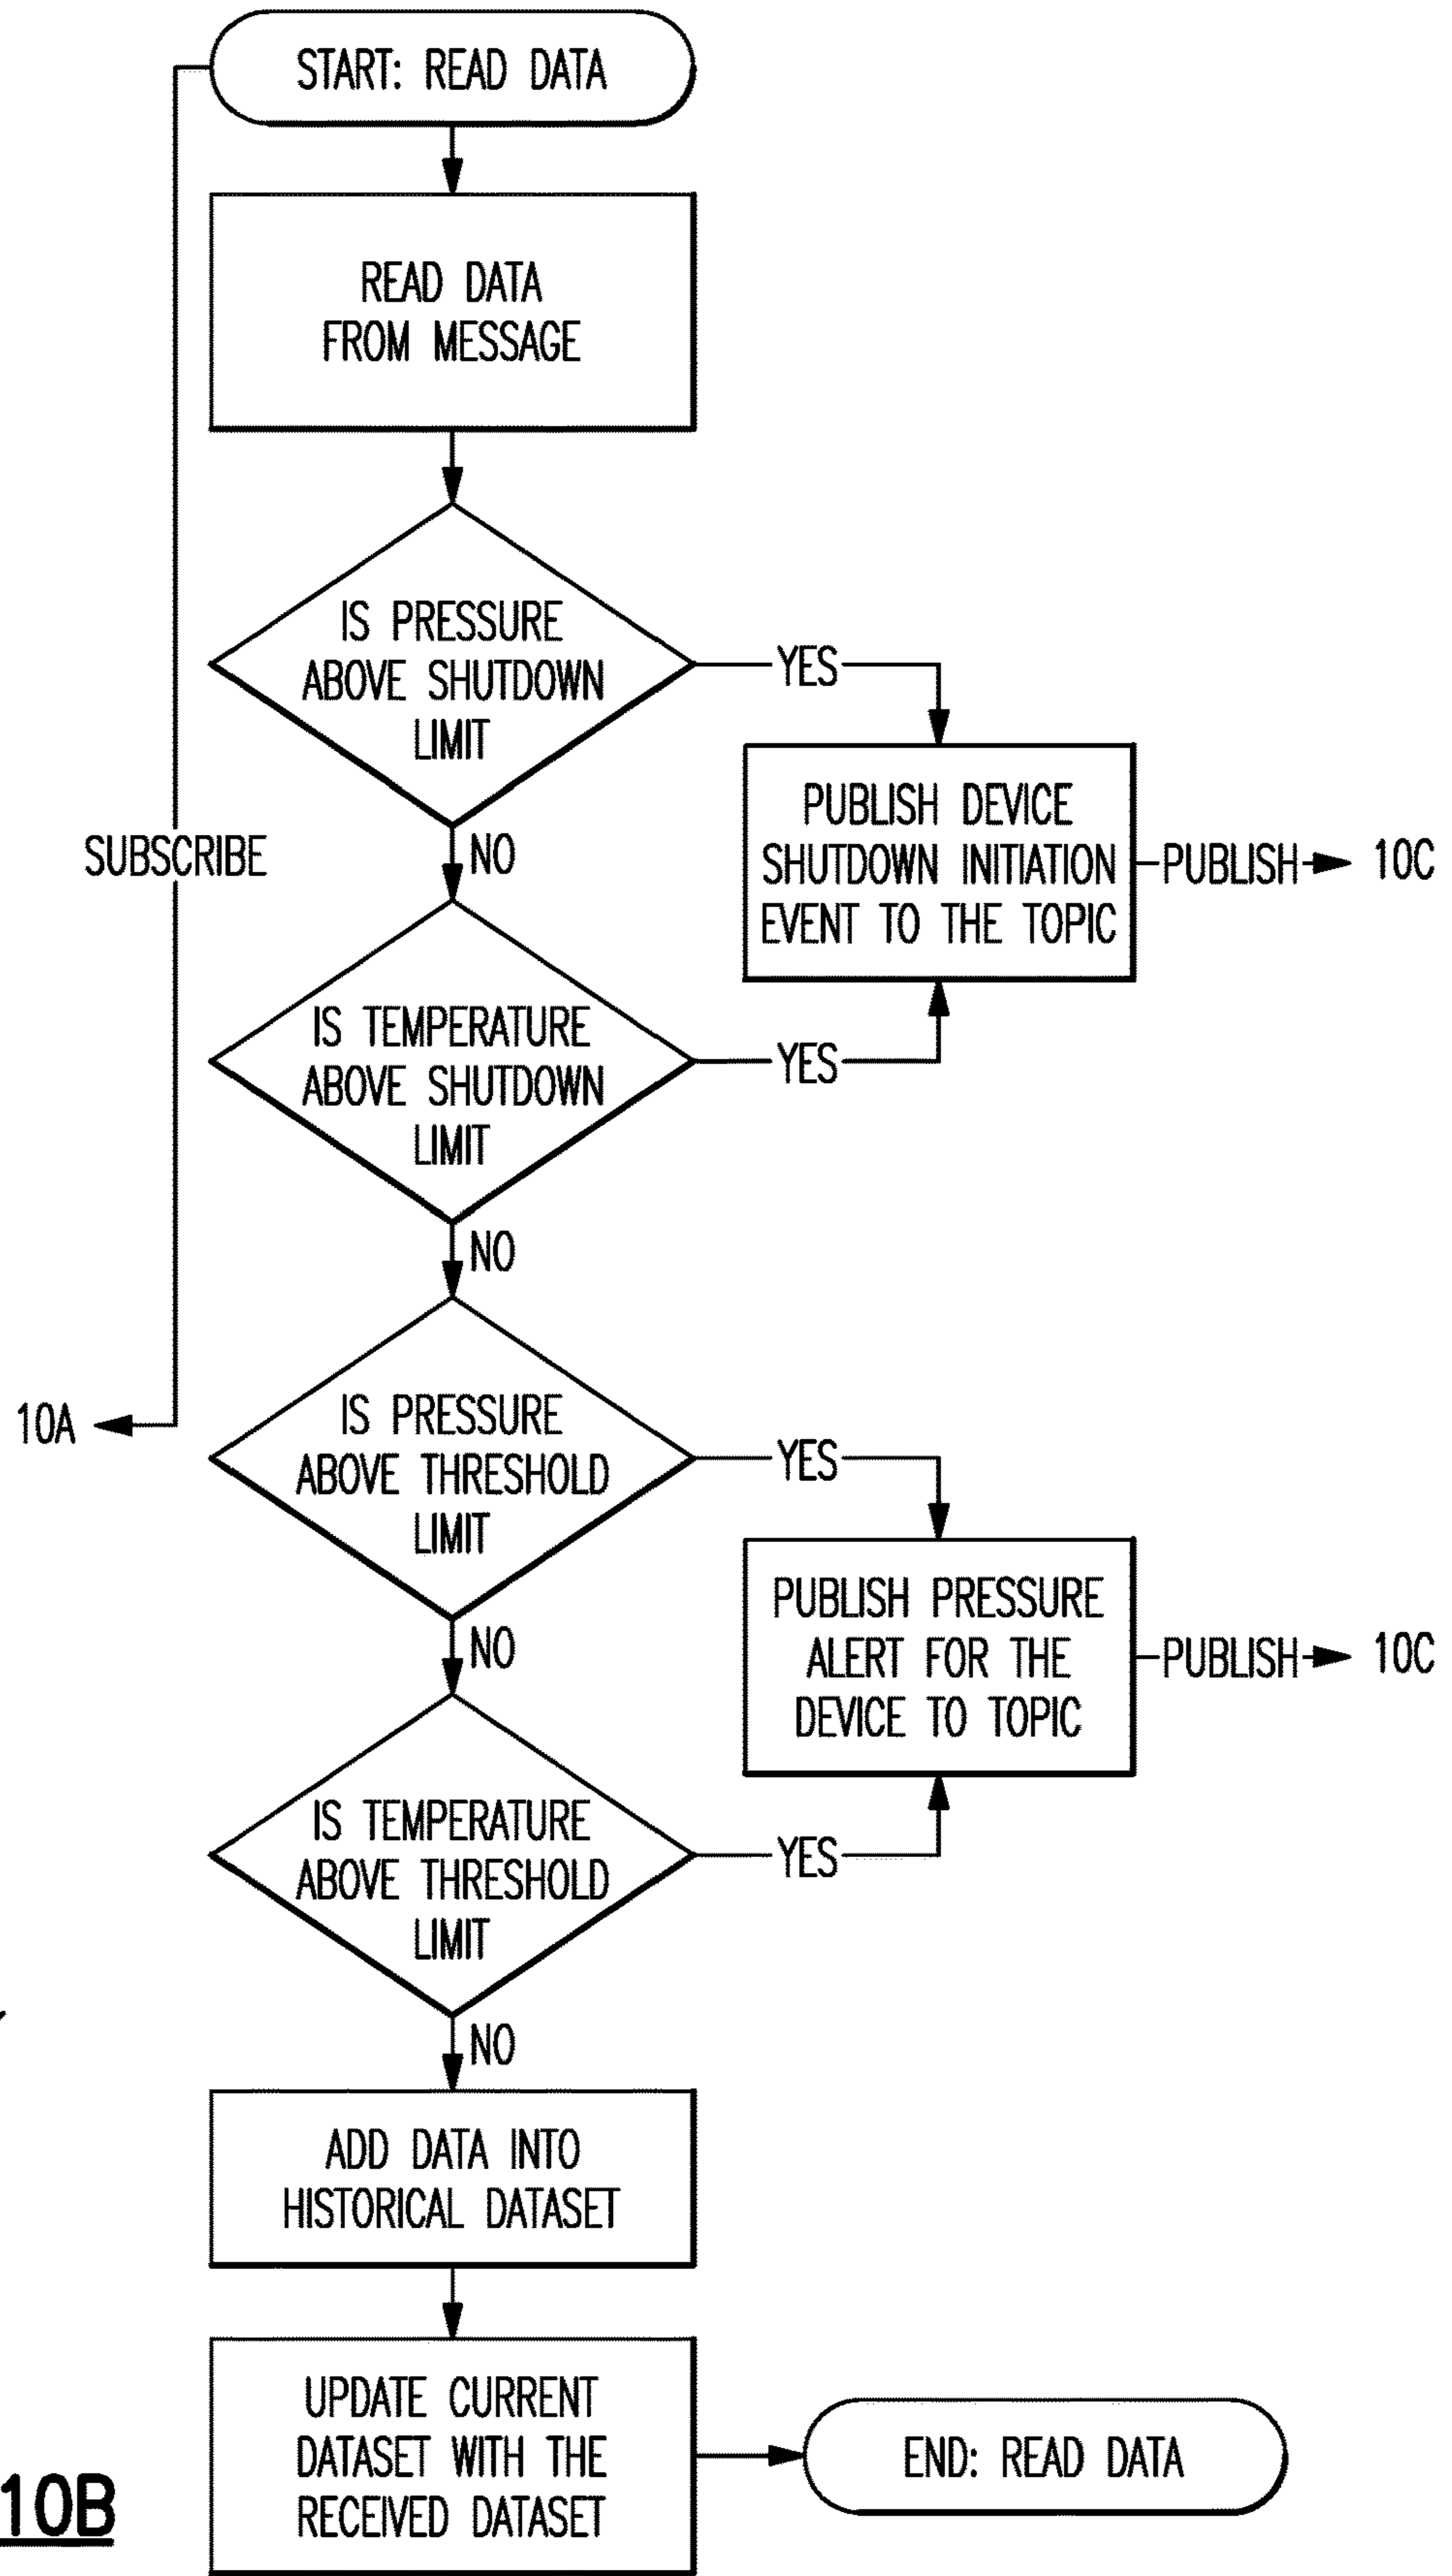 START: READ DATA
READ DATA
FROM MESSAGE
IS PRESSURE
ABOVE SHUTDOWN
LIMIT
YES
PUBLISH DEVICE
SHUTDOWN INITIATION
EVENT TO THE TOPIC
PUBLISH
10C
SUBSCRIBE
NO
IS TEMPERATURE
ABOVE SHUTDOWN
LIMIT
YES
NO
IS PRESSURE
ABOVE THRESHOLD
LIMIT
10A
YES
PUBLISH PRESSURE
ALERT FOR THE
DEVICE TO TOPIC
PUBLISH
10C
NO
IS TEMPERATURE
ABOVE THRESHOLD
LIMIT
YES
NO
ADD DATA INTO
HISTORICAL DATASET
UPDATE CURRENT
DATASET WITH THE
RECEIVED DATASET
END: READ DATA
10B